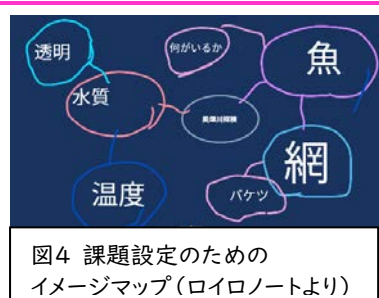 透明
何がいるか
魚
水質
網
温度
バケツ
図4 課題設定のための
イメージマップ(ロイロノートより)